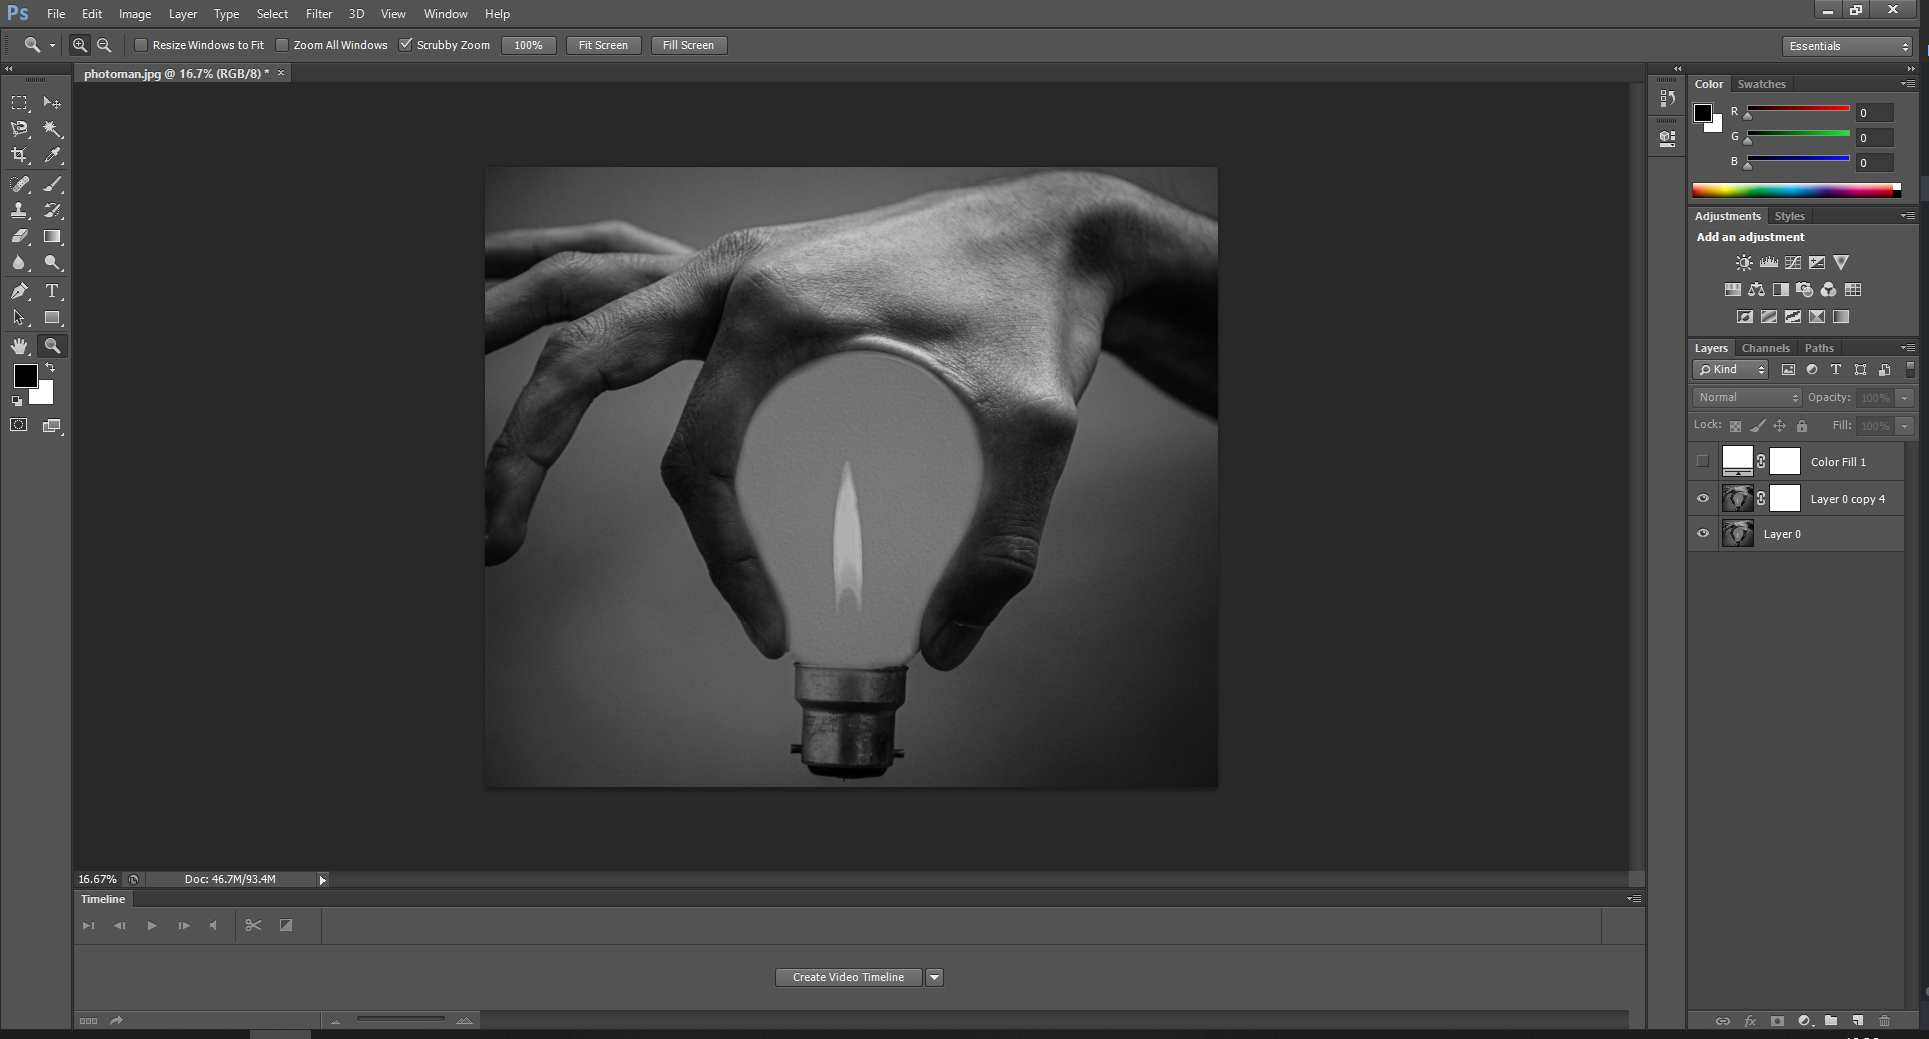 Ps File Edit Image Layer Type Select Filter 3D View Window Help
Resize Windows to Fit Zoom All Windows Scrubby Zoom 100% Fit Screen Fill Screen Essentials
photoman.jpg @ 16.7% (RGB/8) * ×
Color Swatches
R 0
G 0
B 0
Adjustments Styles
Add an adjustment
Layers Channels Paths
Kind
Normal Opacity: 100%
Lock: Fill: 100%
Color Fill 1
Layer 0 copy 4
Layer 0
16.67% Doc: 46.7M/93.4M
Timeline
Create Video Timeline
fx